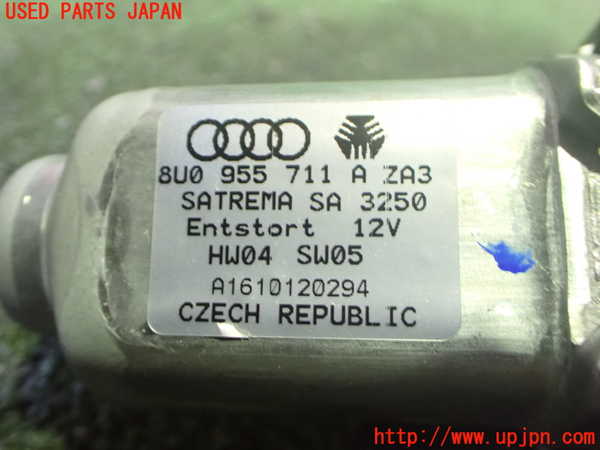 USED PARTS JAPAN
8U0 955 711 A ZA3
SATREMA SA 3250
Entstort 12V
HW04 SW05
A1610120294
CZECH REPUBLIC
© www.upjpn.com